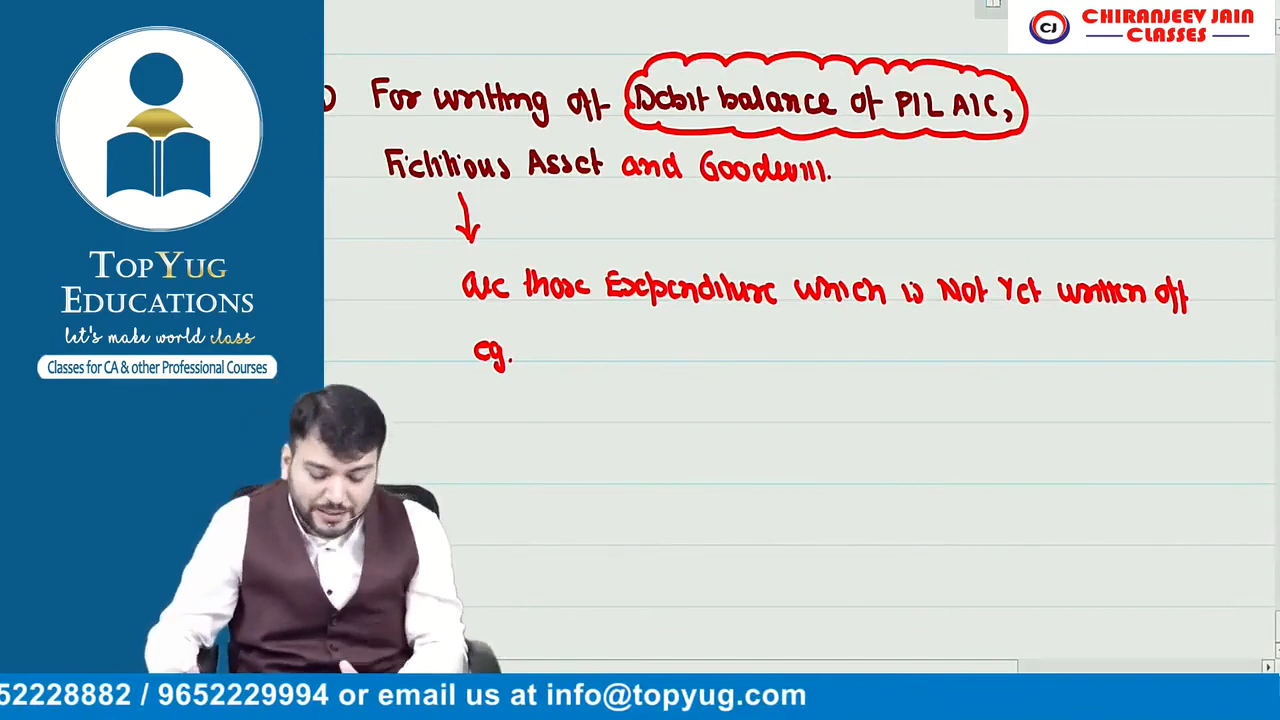 CHIRANJEEV JAIN
CJ
CLASSES
For writing off Debit balance of P/L A/C,
Fictitious Asset and Goodwill.
are those Expenditure which is Not Yet written off
eg.
TOPYUG
EDUCATIONS
let's make world class
Classes for CA & other Professional Courses
52228882 / 9652229994 or email us at info@topyug.com